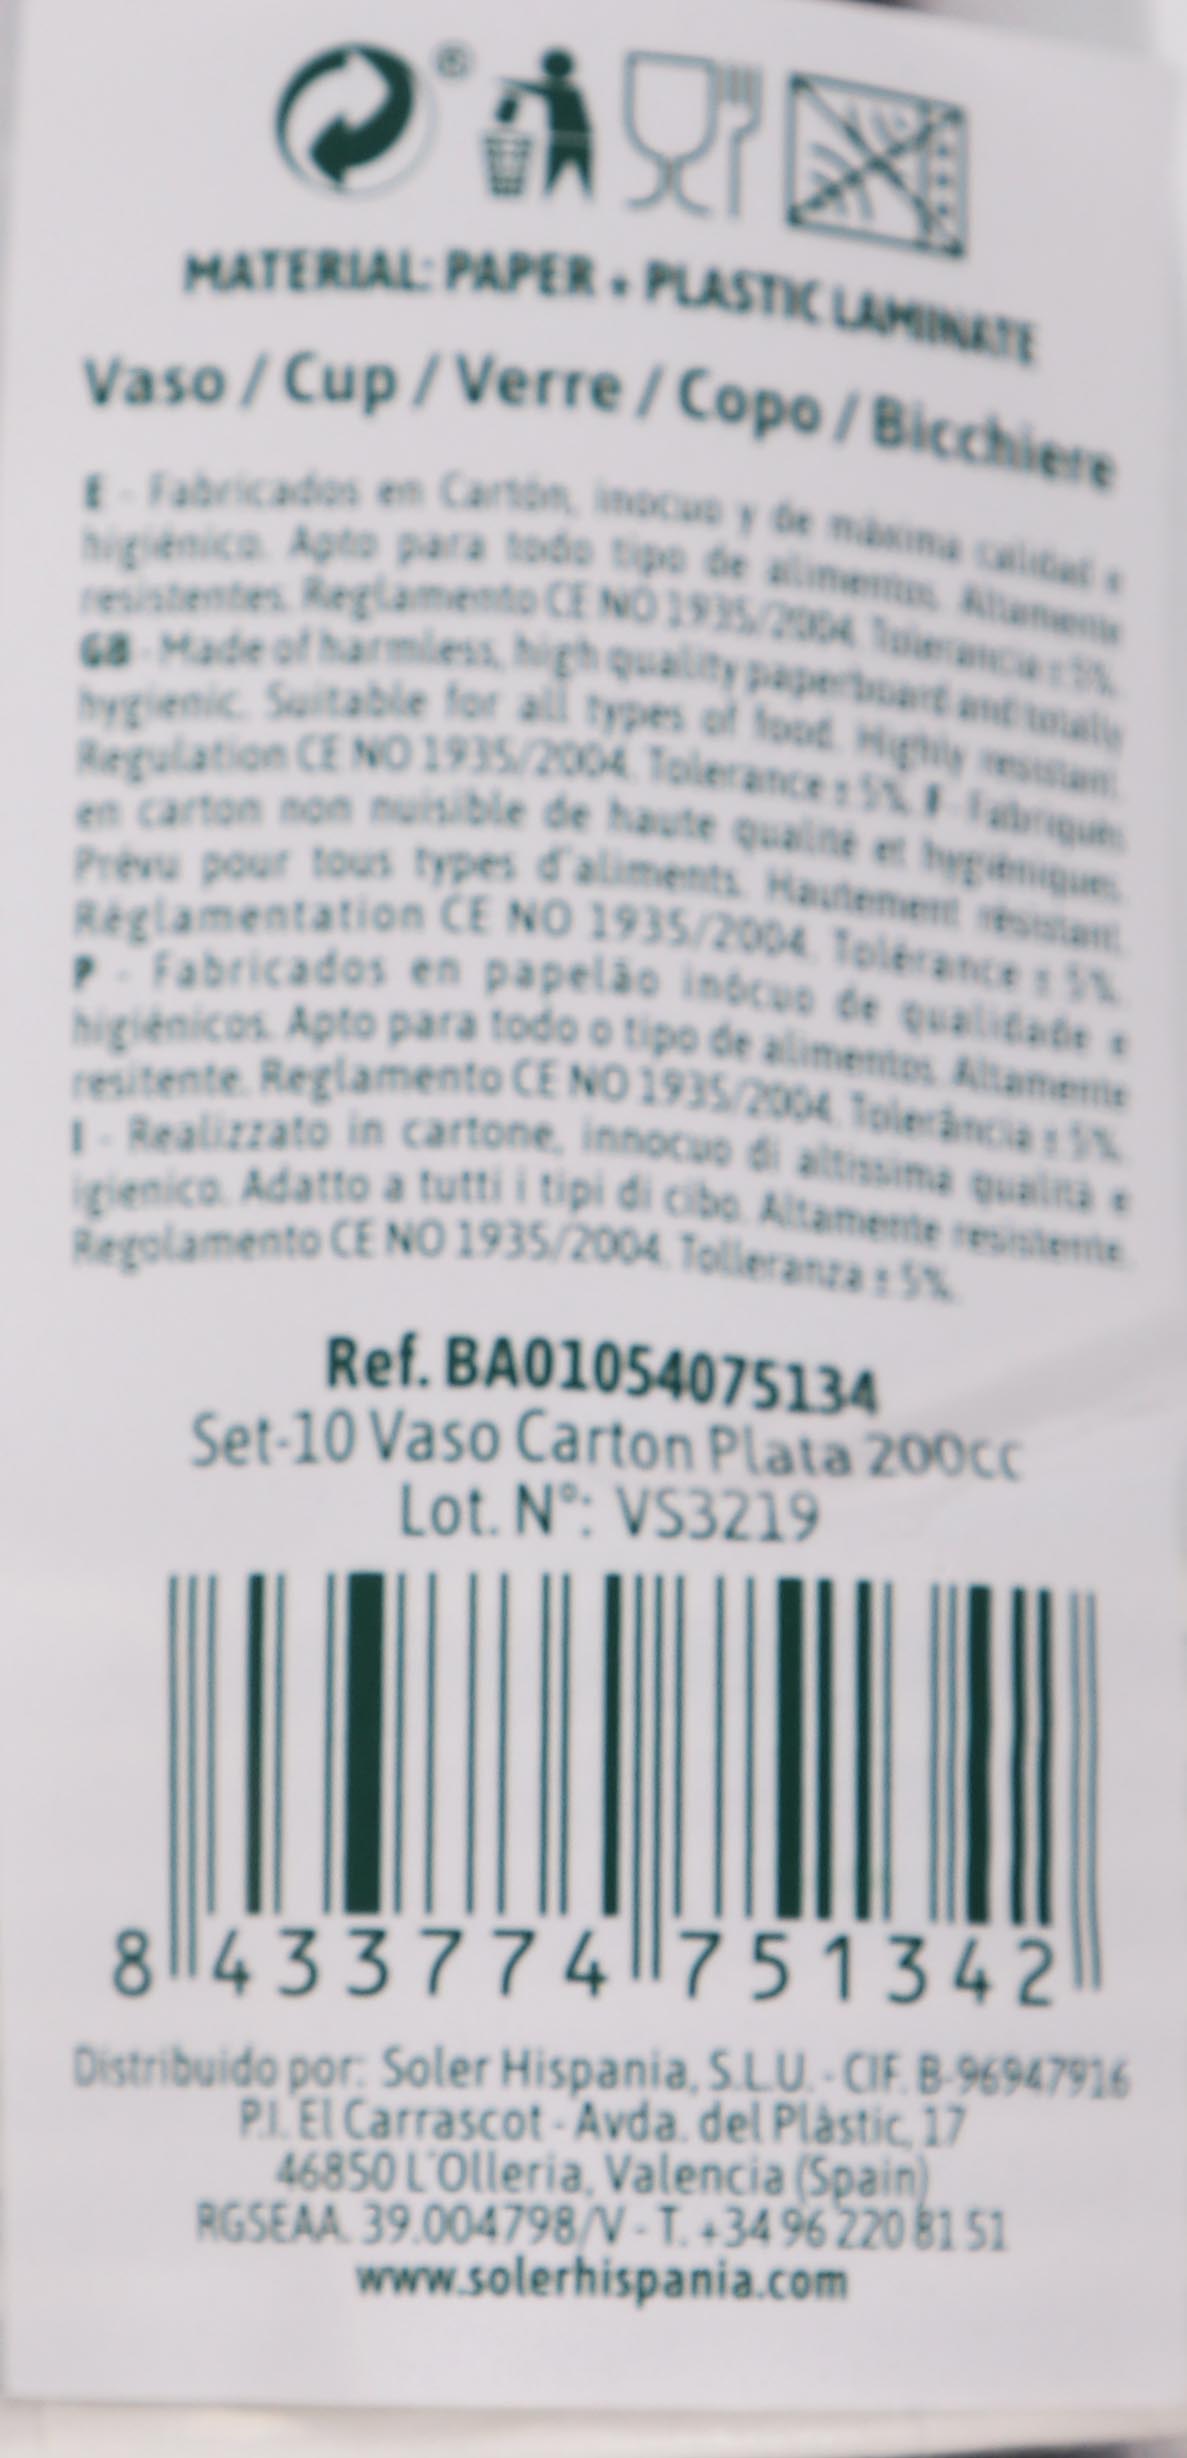 ®
MATERIAL: PAPER + PLASTIC LAMINATE
Vaso / Cup / Verre / Copo / Bicchiere
E - Fabricados en Cartón, inocuo y de máxima calidad e
higiénico. Apto para todo tipo de alimentos. Altamente
resistentes. Reglamento CE NO 1935/2004. Tolerancia ± 5%.
GB - Made of harmless, high quality paperboard and totally
hygienic. Suitable for all types of food. Highly resistant.
Regulation CE NO 1935/2004. Tolerance ± 5%. F - Fabriqués
en carton non nuisible de haute qualité et hygiéniques.
Prévu pour tous types d'aliments. Hautement résistant.
Réglamentation CE NO 1935/2004. Tolérance ± 5%.
P - Fabricados en papelão inócuo de qualidade e
higiénicos. Apto para todo o tipo de alimentos. Altamente
resitente. Reglamento CE NO 1935/2004. Tolerância ± 5%.
I - Realizzato in cartone, innocuo di altissima qualità e
igienico. Adatto a tutti i tipi di cibo. Altamente resistente.
Regolamento CE NO 1935/2004. Tolleranza ± 5%.
Ref. BA01054075134
Set-10 Vaso Carton Plata 200cc
Lot. Nº: VS3219
8 433774 751342
Distribuido por: Soler Hispania, S.L.U. - CIF. B-96947916
P.I. El Carrascot - Avda. del Plàstic, 17
46850 L'Olleria, Valencia (Spain)
RGSEAA. 39.004798/V - T. +34 96 220 81 51
www.solerhispania.com